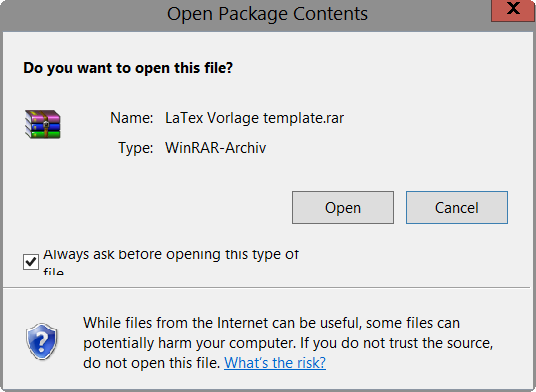 Open Package Contents
X
Do you want to open this file?
Name: LaTex Vorlage template.rar
Type: WinRAR-Archiv
Open Cancel
Always ask before opening this type of
file
While files from the Internet can be useful, some files can
potentially harm your computer. If you do not trust the source,
do not open this file. What's the risk?